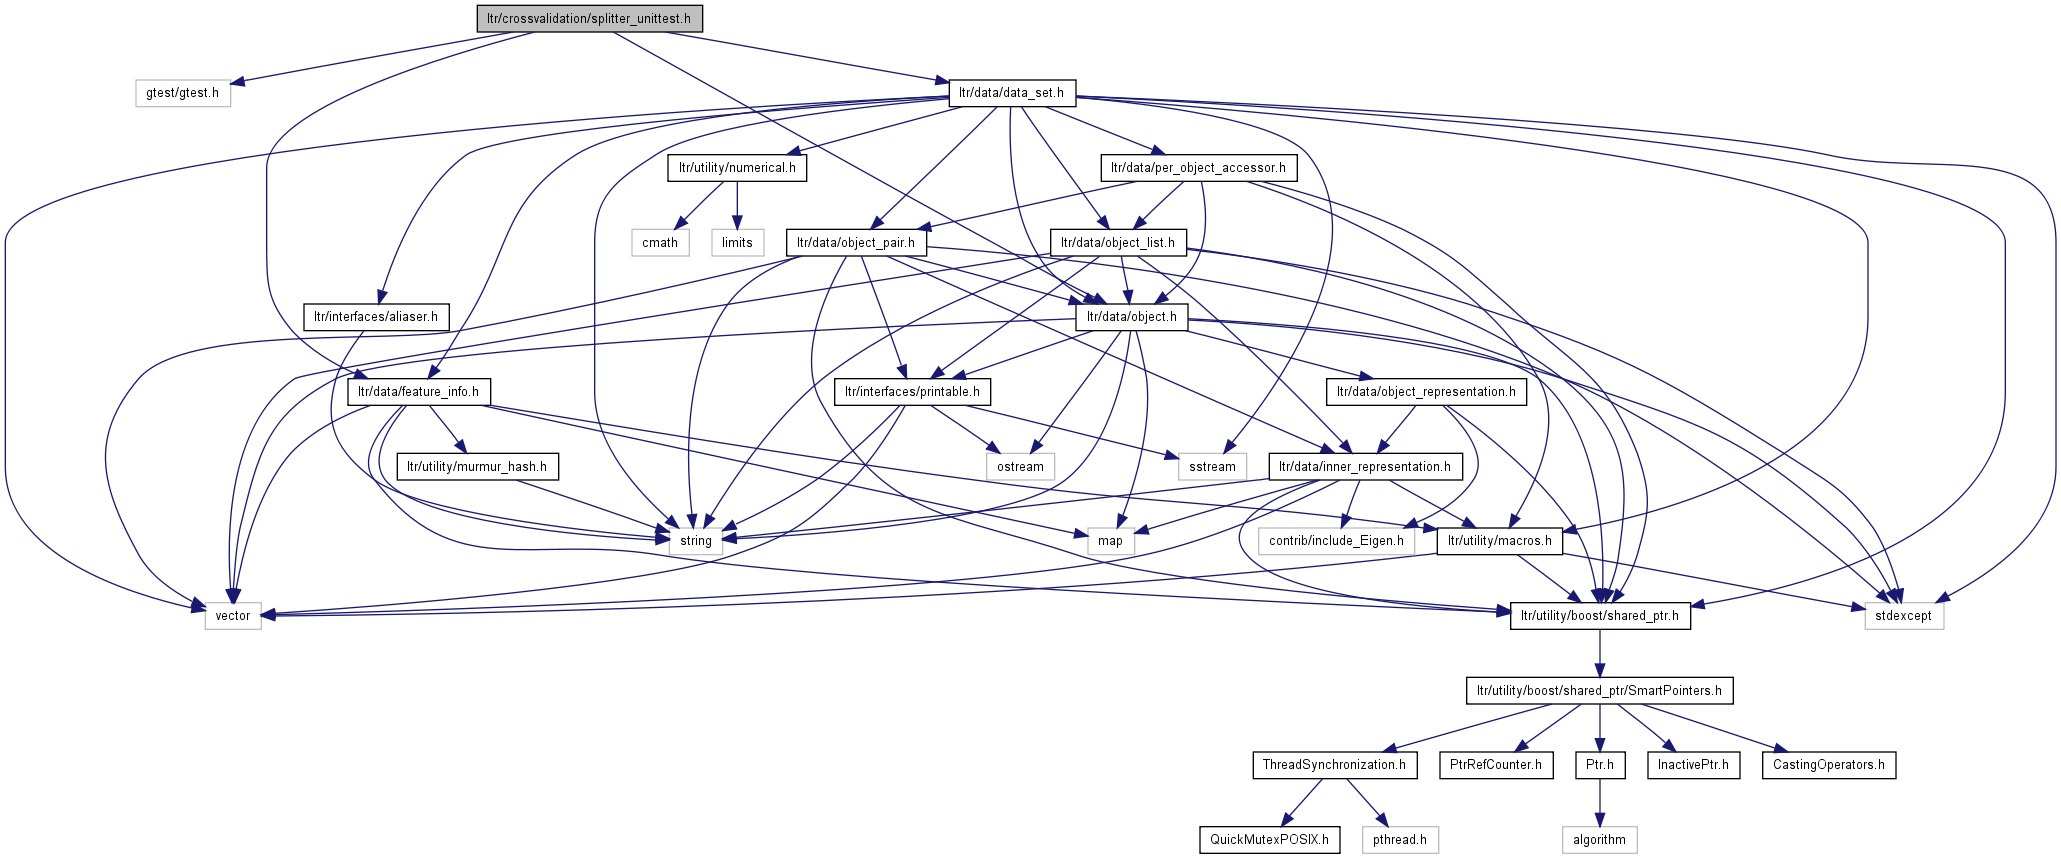 ltr/crossvalidation/splitter_unittest.h
gtest/gtest.h
ltr/data/data_set.h
ltr/utility/numerical.h
ltr/data/per_object_accessor.h
cmath
limits
ltr/data/object_pair.h
ltr/data/object_list.h
ltr/interfaces/aliaser.h
ltr/data/object.h
ltr/data/feature_info.h
ltr/interfaces/printable.h
ltr/data/object_representation.h
ltr/utility/murmur_hash.h
ostream
sstream
ltr/data/inner_representation.h
string
map
contrib/include_Eigen.h
ltr/utility/macros.h
vector
ltr/utility/boost/shared_ptr.h
stdexcept
ltr/utility/boost/shared_ptr/SmartPointers.h
ThreadSynchronization.h
PtrRefCounter.h
Ptr.h
InactivePtr.h
CastingOperators.h
QuickMutexPOSIX.h
pthread.h
algorithm